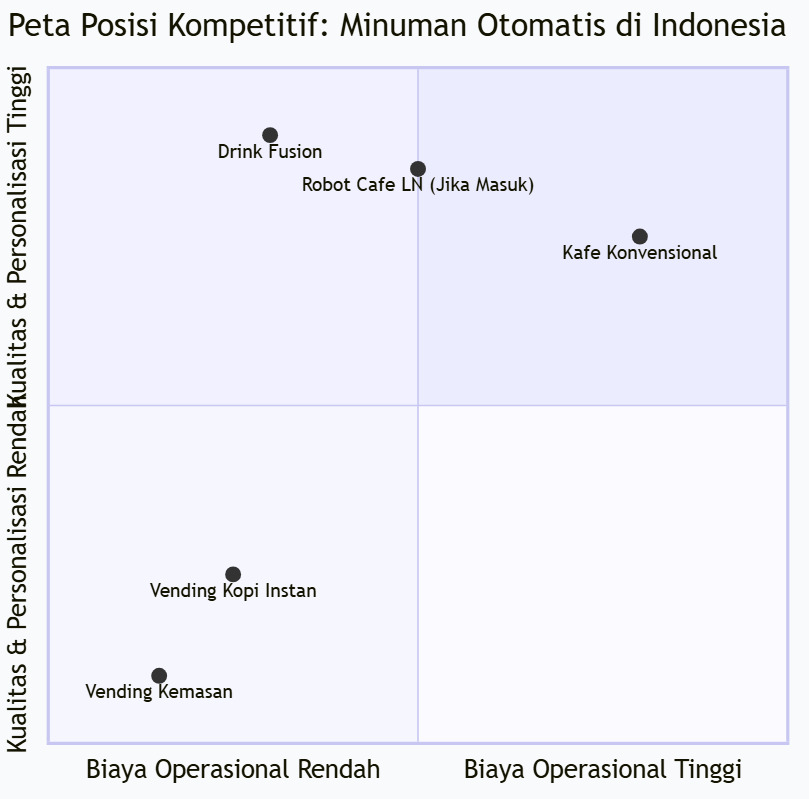 Peta Posisi Kompetitif: Minuman Otomatis di Indonesia
Kualitas & Personalisasi Tinggi
Drink Fusion
Robot Cafe LN (Jika Masuk)
Kafe Konvensional
Kualitas & Personalisasi Rendah
Vending Kopi Instan
Vending Kemasan
Biaya Operasional Rendah
Biaya Operasional Tinggi